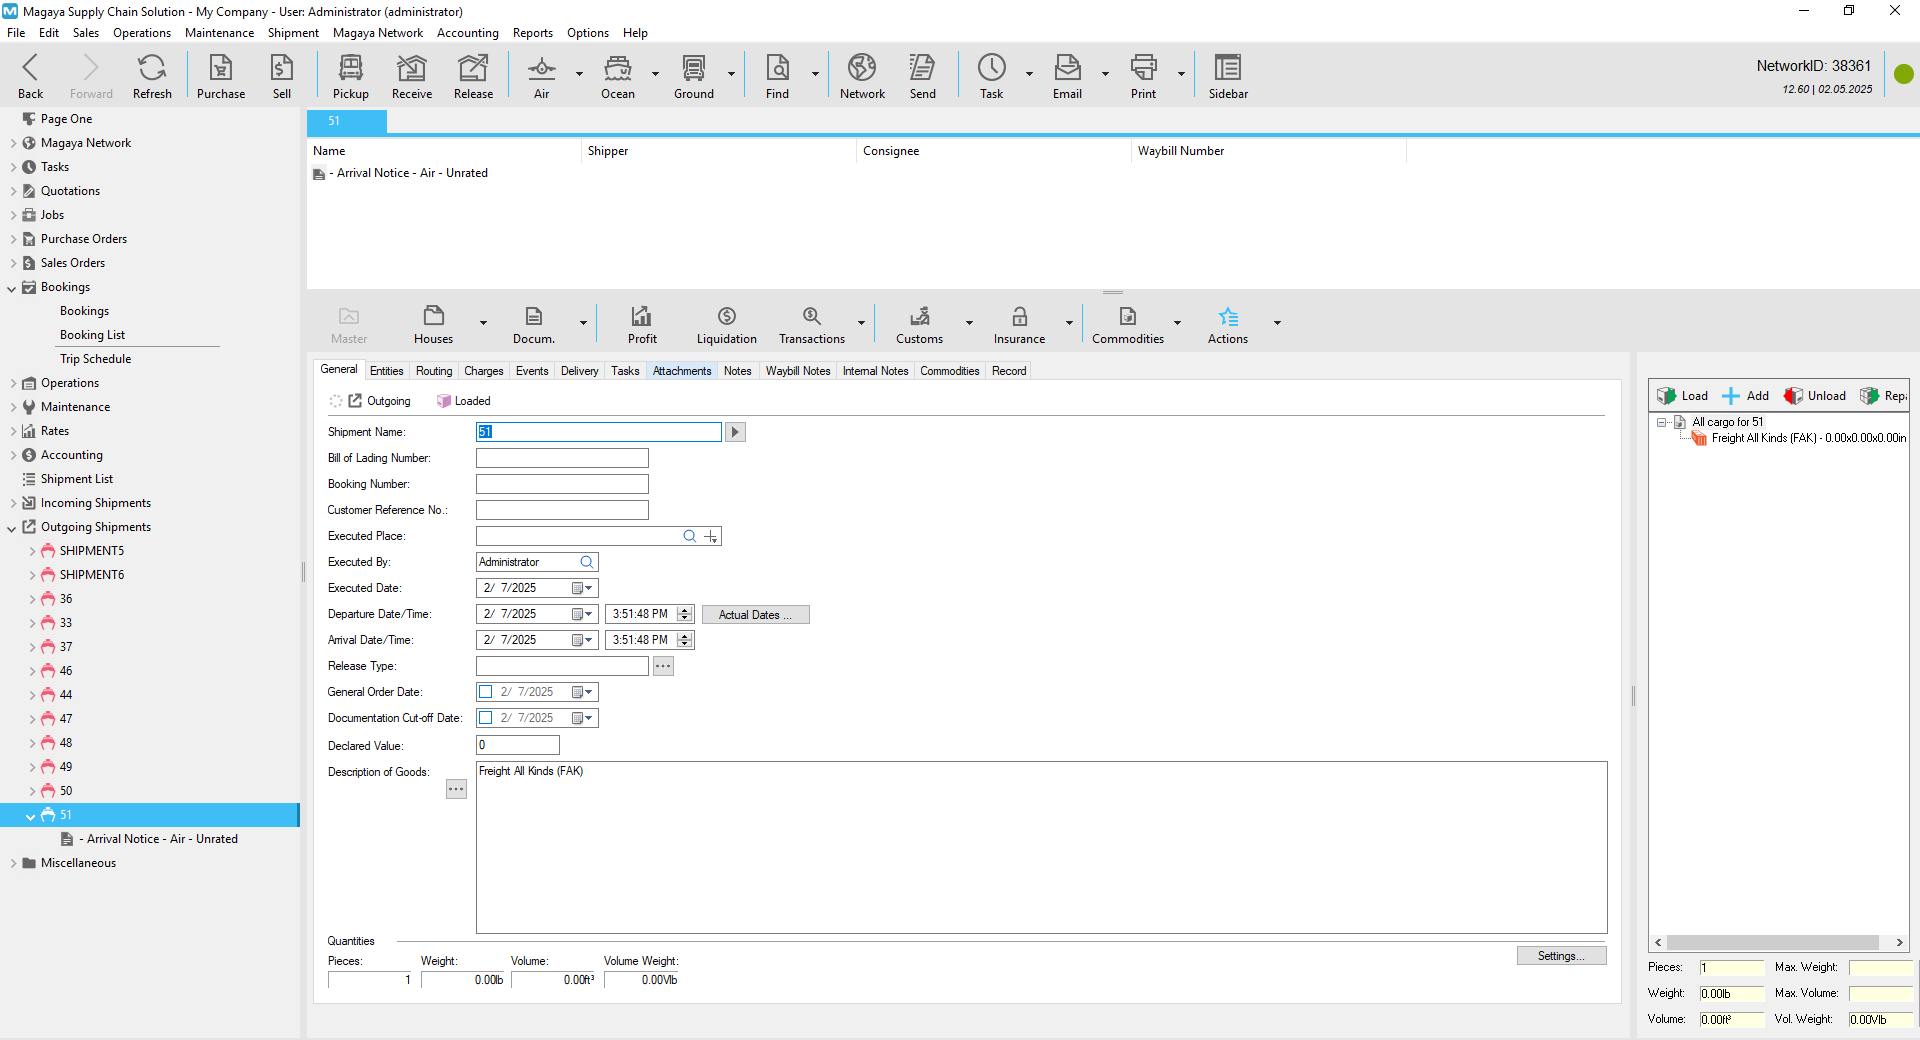 Magaya Supply Chain Solution - My Company - User: Administrator (administrator)
File Edit Sales Operations Maintenance Shipment Magaya Network Accounting Reports Options Help
Back Forward Refresh Purchase Sell Pickup Receive Release Air Ocean Ground Find Network Send Task Email Print Sidebar
NetworkID: 38361
12.60 | 02.05.2025
Page One
Magaya Network
Tasks
Quotations
Jobs
Purchase Orders
Sales Orders
Bookings
Bookings
Booking List
Trip Schedule
Operations
Maintenance
Rates
Accounting
Shipment List
Incoming Shipments
Outgoing Shipments
SHIPMENT5
SHIPMENT6
36
33
37
46
44
47
48
49
50
51
- Arrival Notice - Air - Unrated
Miscellaneous
51
Name Shipper Consignee Waybill Number
- Arrival Notice - Air - Unrated
Master Houses Docum. Profit Liquidation Transactions Customs Insurance Commodities Actions
General Entities Routing Charges Events Delivery Tasks Attachments Notes Waybill Notes Internal Notes Commodities Record
Outgoing Loaded
Shipment Name: 51
Bill of Lading Number:
Booking Number:
Customer Reference No.:
Executed Place:
Executed By: Administrator
Executed Date: 2/ 7/2025
Departure Date/Time: 2/ 7/2025 3:51:48 PM Actual Dates ...
Arrival Date/Time: 2/ 7/2025 3:51:48 PM
Release Type:
General Order Date: 2/ 7/2025
Documentation Cut-off Date: 2/ 7/2025
Declared Value: 0
Description of Goods: Freight All Kinds (FAK)
Quantities
Settings...
Pieces: Weight: Volume: Volume Weight:
1 0.00lb 0.00ft³ 0.00Vlb
Load Add Unload Repa
All cargo for 51
Freight All Kinds (FAK) - 0.00x0.00x0.00in
Pieces: 1 Max. Weight:
Weight: 0.00lb Max. Volume:
Volume: 0.00ft³ Vol. Weight: 0.00Vlb